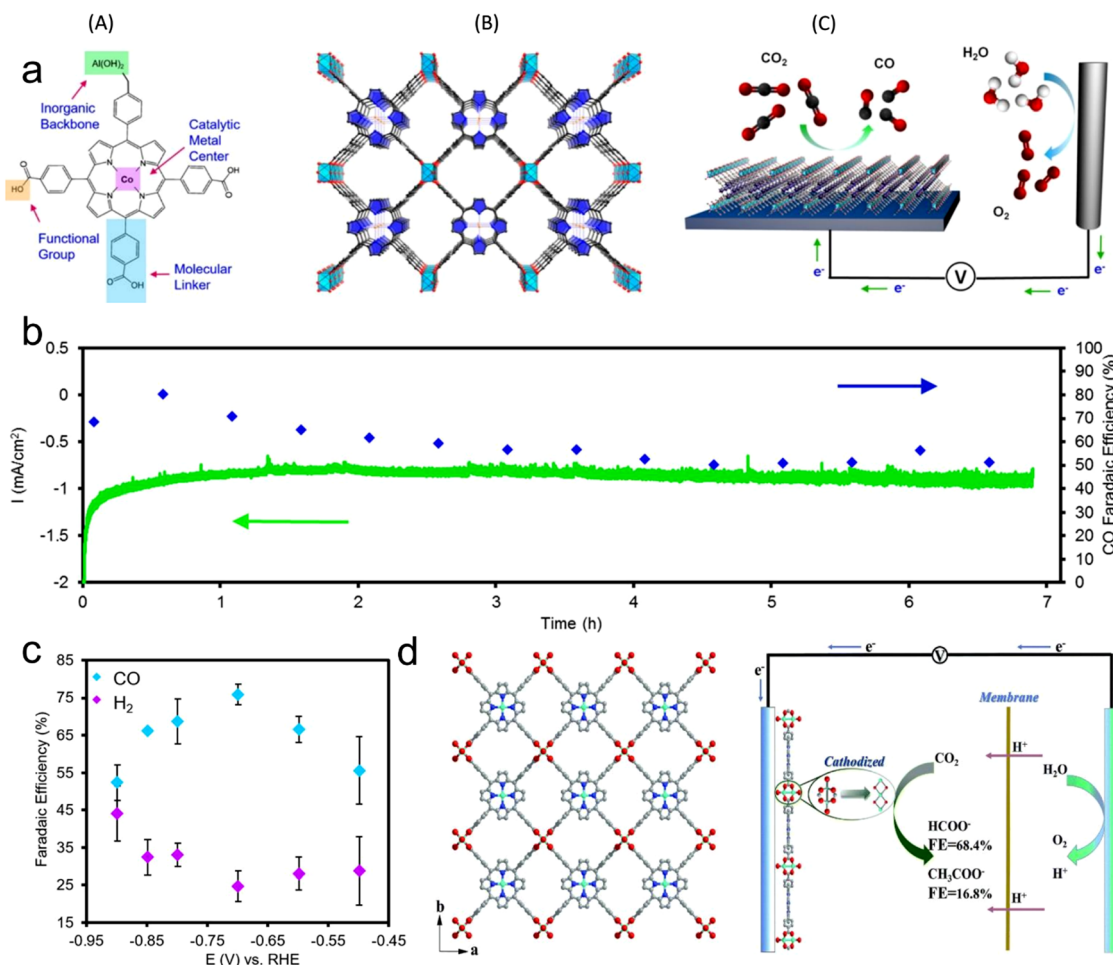 (A)
(B)
(C)
a
Al(OH)2
Inorganic
Backbone
Catalytic
Metal
Center
N
N
N
N
Co
O
HO
O
OH
Functional
Group
Molecular
Linker
O
OH
CO2
CO
H2O
O2
e-
e-
V
e-
e-
b
0.5
0
-0.5
-1
-1.5
-2
I (mA/cm2)
100
90
80
70
60
50
40
30
20
10
0
CO Faradaic Efficiency (%)
0
1
2
3
4
5
6
7
Time (h)
c
85
75
65
55
45
35
25
15
Faradaic Efficiency (%)
CO
H2
-0.95
-0.85
-0.75
-0.65
-0.55
-0.45
E (V) vs. RHE
d
b
a
e-
V
e-
e-
Membrane
Cathodized
CO2
H+
H2O
HCOO-
FE=68.4%
CH3COO-
FE=16.8%
O2
H+
H+